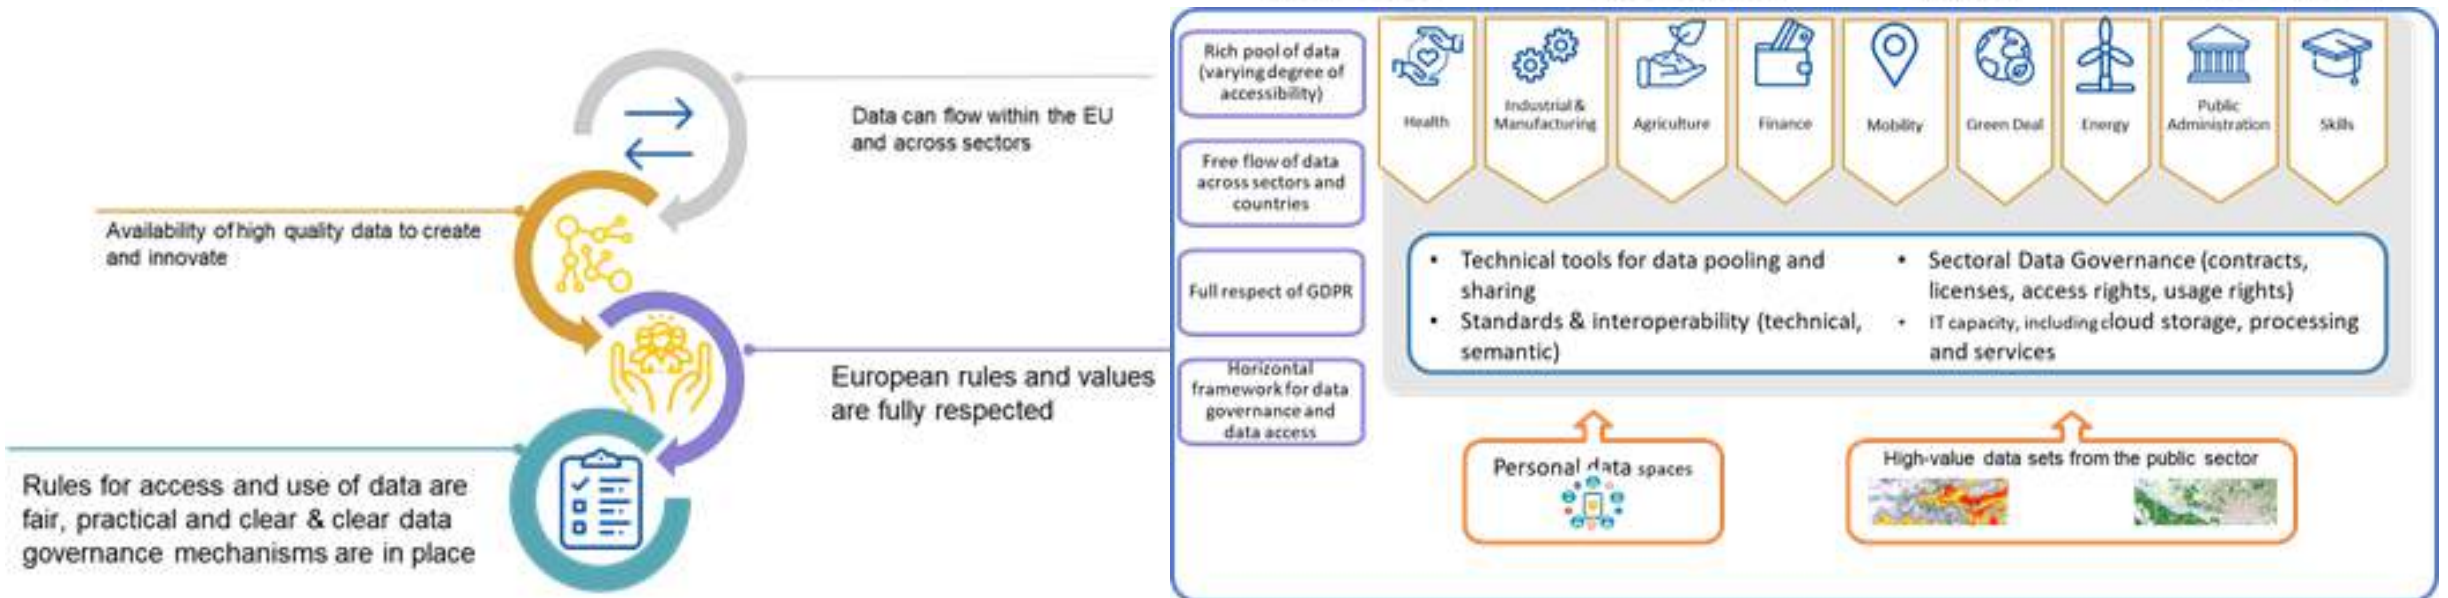 Data can flow within the EU
and across sectors
Availability of high quality data to create
and innovate
European rules and values
are fully respected
Rules for access and use of data are
fair, practical and clear & clear data
governance mechanisms are in place
Rich pool of data
(varying degree of
accessibility)
Free flow of data
across sectors and
countries
Full respect of GDPR
Horizontal
framework for data
governance and
data access
Health
Industrial &
Manufacturing
Agriculture
Finance
Mobility
Green Deal
Energy
Public
Administration
Skills
• Technical tools for data pooling and
sharing
• Standards & interoperability (technical,
semantic)
• Sectoral Data Governance (contracts,
licenses, access rights, usage rights)
• IT capacity, including cloud storage, processing
and services
Personal data spaces
High-value data sets from the public sector